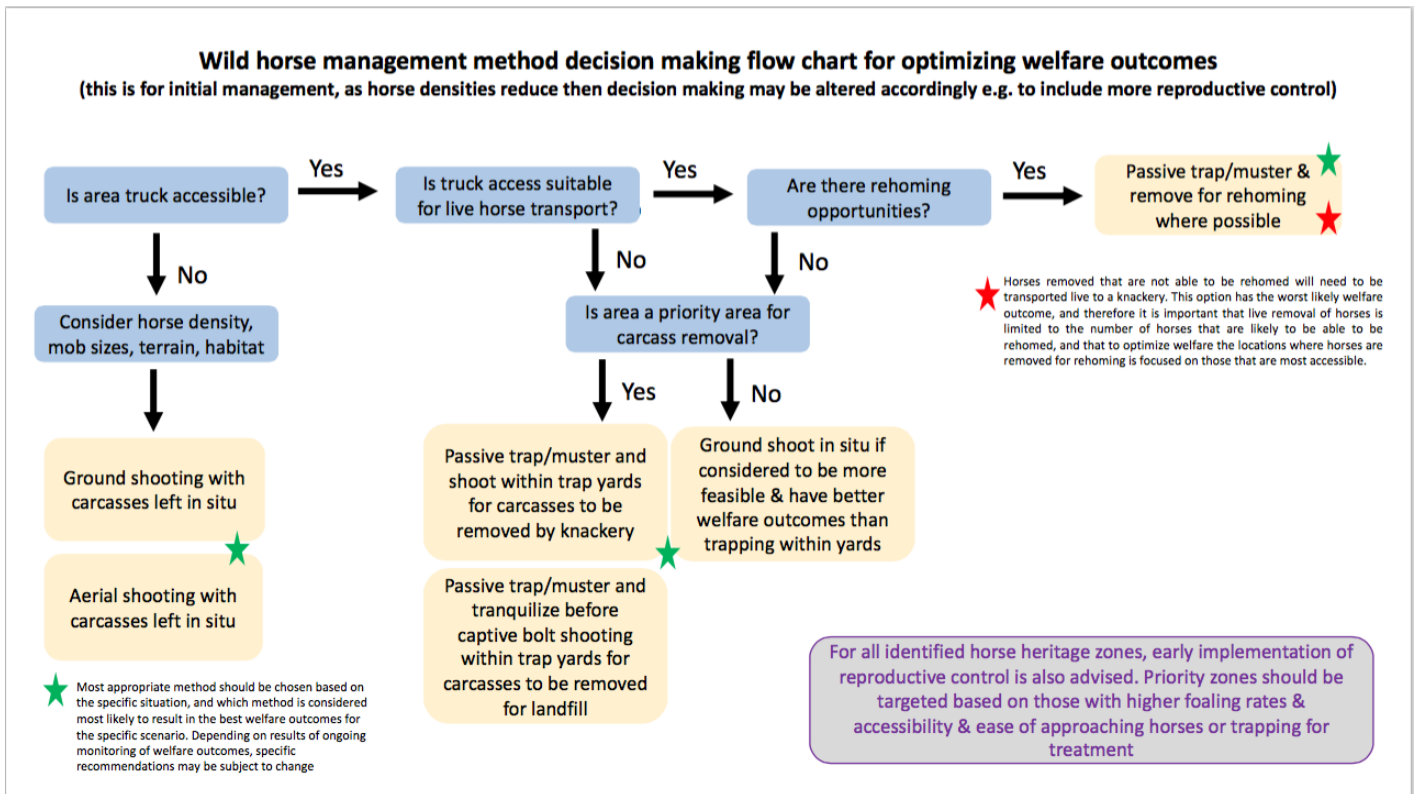 Wild horse management method decision making flow chart for optimizing welfare outcomes
(this is for initial management, as horse densities reduce then decision making may be altered accordingly e.g. to include more reproductive control)
Is area truck accessible?
Yes
Is truck access suitable
for live horse transport?
Yes
Are there rehoming
opportunities?
Yes
Passive trap/muster &
remove for rehoming
where possible
No
No
No
Horses removed that are not able to be rehomed will need to be
transported live to a knackery. This option has the worst likely welfare
outcome, and therefore it is important that live removal of horses is
limited to the number of horses that are likely to be able to be
rehomed, and that to optimize welfare the locations where horses are
removed for rehoming is focused on those that are most accessible.
Consider horse density,
mob sizes, terrain, habitat
Is area a priority area for
carcass removal?
Yes
No
Ground shooting with
carcasses left in situ
Aerial shooting with
carcasses left in situ
Passive trap/muster and
shoot within trap yards
for carcasses to be
removed by knackery
Ground shoot in situ if
considered to be more
feasible & have better
welfare outcomes than
trapping within yards
Passive trap/muster and
tranquilize before
captive bolt shooting
within trap yards for
carcasses to be removed
for landfill
Most appropriate method should be chosen based on
the specific situation, and which method is considered
most likely to result in the best welfare outcomes for
the specific scenario. Depending on results of ongoing
monitoring of welfare outcomes, specific
recommendations may be subject to change
For all identified horse heritage zones, early implementation of
reproductive control is also advised. Priority zones should be
targeted based on those with higher foaling rates &
accessibility & ease of approaching horses or trapping for
treatment